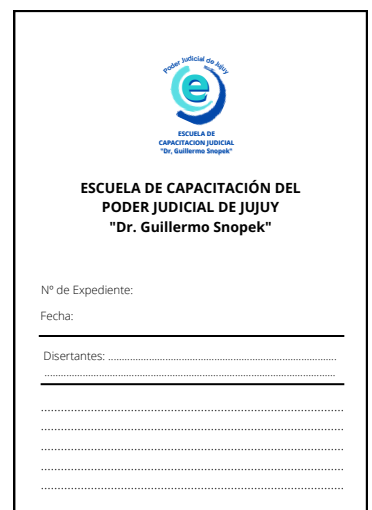 Poder Judicial de Jujuy
e
ESCUELA DE
CAPACITACION JUDICIAL
"Dr, Guillermo Snopek"
ESCUELA DE CAPACITACIÓN DEL
PODER JUDICIAL DE JUJUY
"Dr. Guillermo Snopek"
Nº de Expediente:
Fecha:
Disertantes: ................................................................................
......................................................................................................
..........................................................................................................
..........................................................................................................
..........................................................................................................
..........................................................................................................
..........................................................................................................